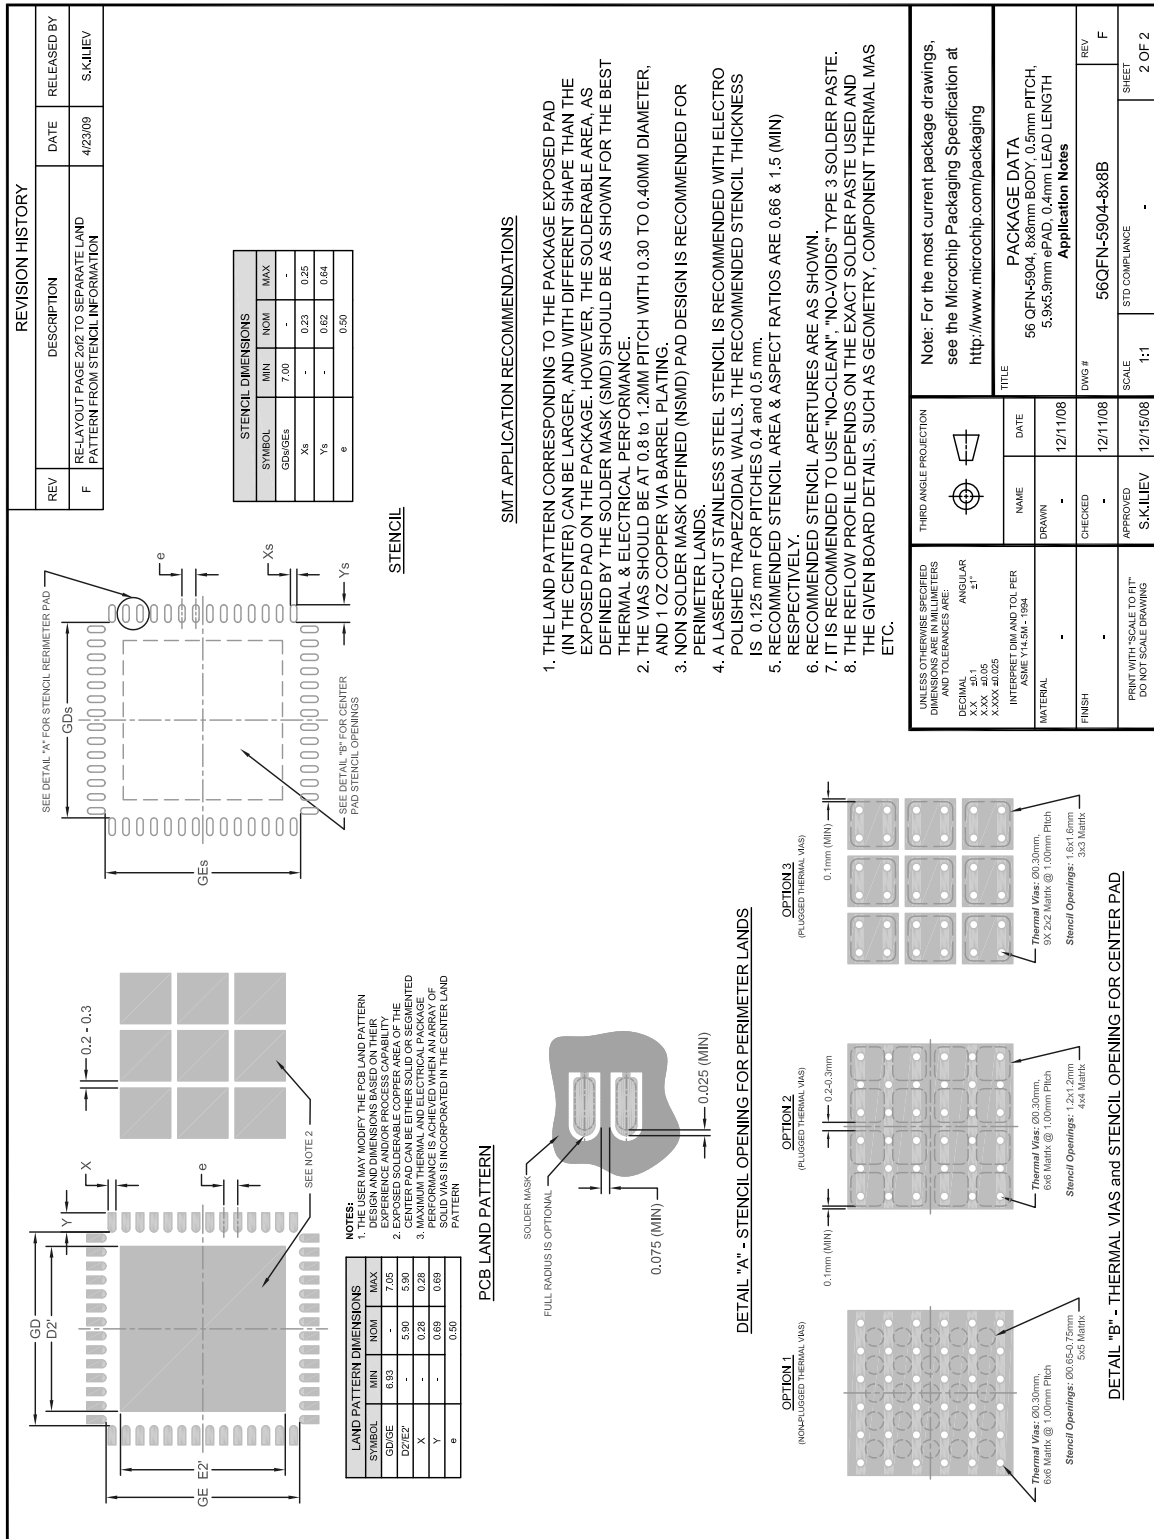 REVISION HISTORY
REV DESCRIPTION DATE RELEASED BY
F RE-LAYOUT PAGE 2of2 TO SEPARATE LAND 4/23/09 S.K.ILIEV
PATTERN FROM STENCIL INFORMATION
GD
D2'
GE
E2'
Y
X
e
0.2 - 0.3
SEE NOTE 2
LAND PATTERN DIMENSIONS
SYMBOL MIN NOM MAX
GD/GE 6.93 - 7.05
D2'/E2' - 5.90 5.90
X - 0.28 0.28
Y - 0.69 0.69
e 0.50
NOTES:
1. THE USER MAY MODIFY THE PCB LAND PATTERN
DESIGN AND DIMENSIONS BASED ON THEIR
EXPERIENCE AND/OR PROCESS CAPABILITY
2. EXPOSED SOLDERABLE COPPER AREA OF THE
CENTER PAD CAN BE EITHER SOLID OR SEGMENTED
3. MAXIMUM THERMAL AND ELECTRICAL PACKAGE
PERFORMANCE IS ACHIEVED WHEN AN ARRAY OF
SOLID VIAS IS INCORPORATED IN THE CENTER LAND
PATTERN
PCB LAND PATTERN
SEE DETAIL "A" FOR STENCIL RERIMETER PAD
GDs
GEs
e
Xs
Ys
SEE DETAIL "B" FOR CENTER
PAD STENCIL OPENINGS
STENCIL
STENCIL DIMENSIONS
SYMBOL MIN NOM MAX
GDs/GEs 7.00 - -
Xs - 0.23 0.25
Ys - 0.62 0.64
e 0.50
SOLDER MASK
FULL RADIUS IS OPTIONAL
0.075 (MIN)
0.025 (MIN)
DETAIL "A" - STENCIL OPENING FOR PERIMETER LANDS
SMT APPLICATION RECOMMENDATIONS
1. THE LAND PATTERN CORRESPONDING TO THE PACKAGE EXPOSED PAD
(IN THE CENTER) CAN BE LARGER, AND WITH DIFFERENT SHAPE THAN THE
EXPOSED PAD ON THE PACKAGE. HOWEVER, THE SOLDERABLE AREA, AS
DEFINED BY THE SOLDER MASK (SMD) SHOULD BE AS SHOWN FOR THE BEST
THERMAL & ELECTRICAL PERFORMANCE.
2. THE VIAS SHOULD BE AT 0.8 to 1.2MM PITCH WITH 0.30 TO 0.40MM DIAMETER,
AND 1 OZ COPPER VIA BARREL PLATING.
3. NON SOLDER MASK DEFINED (NSMD) PAD DESIGN IS RECOMMENDED FOR
PERIMETER LANDS.
4. A LASER-CUT STAINLESS STEEL STENCIL IS RECOMMENDED WITH ELECTRO
POLISHED TRAPEZOIDAL WALLS. THE RECOMMENDED STENCIL THICKNESS
IS 0.125 mm FOR PITCHES 0.4 and 0.5 mm.
5. RECOMMENDED STENCIL AREA & ASPECT RATIOS ARE 0.66 & 1.5 (MIN)
RESPECTIVELY.
6. RECOMMENDED STENCIL APERTURES ARE AS SHOWN.
7. IT IS RECOMMENDED TO USE "NO-CLEAN", "NO-VOIDS" TYPE 3 SOLDER PASTE.
8. THE REFLOW PROFILE DEPENDS ON THE EXACT SOLDER PASTE USED AND
THE GIVEN BOARD DETAILS, SUCH AS GEOMETRY, COMPONENT THERMAL MAS
ETC.
OPTION 1
(NON-PLUGGED THERMAL VIAS)
Thermal Vias: Ø0.30mm,
6x6 Matrix @ 1.00mm Pitch
Stencil Openings: Ø0.65-0.75mm
5x5 Matrix
OPTION 2
(PLUGGED THERMAL VIAS)
0.1mm (MIN)
0.2-0.3mm
Thermal Vias: Ø0.30mm,
6x6 Matrix @ 1.00mm Pitch
Stencil Openings: 1.2x1.2mm
4x4 Matrix
OPTION 3
(PLUGGED THERMAL VIAS)
0.1mm (MIN)
Thermal Vias: Ø0.30mm,
9X 2x2 Matrix @ 1.00mm Pitch
Stencil Openings: 1.6x1.6mm
3x3 Matrix
DETAIL "B" - THERMAL VIAS and STENCIL OPENING FOR CENTER PAD
UNLESS OTHERWISE SPECIFIED
DIMENSIONS ARE IN MILLIMETERS
AND TOLERANCES ARE:
DECIMAL ANGULAR
X.X ±0.1 ±1°
X.XX ±0.05
X.XXX ±0.025
INTERPRET DIM AND TOL PER
ASME Y14.5M - 1994
MATERIAL
-
FINISH
-
PRINT WITH "SCALE TO FIT"
DO NOT SCALE DRAWING
THIRD ANGLE PROJECTION
NAME DATE
DRAWN
- 12/11/08
CHECKED
- 12/11/08
APPROVED
S.K.ILIEV 12/15/08
Note: For the most current package drawings,
see the Microchip Packaging Specification at
http://www.microchip.com/packaging
TITLE
PACKAGE DATA
56 QFN-5904, 8x8mm BODY, 0.5mm PITCH,
5.9x5.9mm ePAD, 0.4mm LEAD LENGTH
Application Notes
DWG # REV
56QFN-5904-8x8B F
SCALE STD COMPLIANCE SHEET
1:1 - 2 OF 2